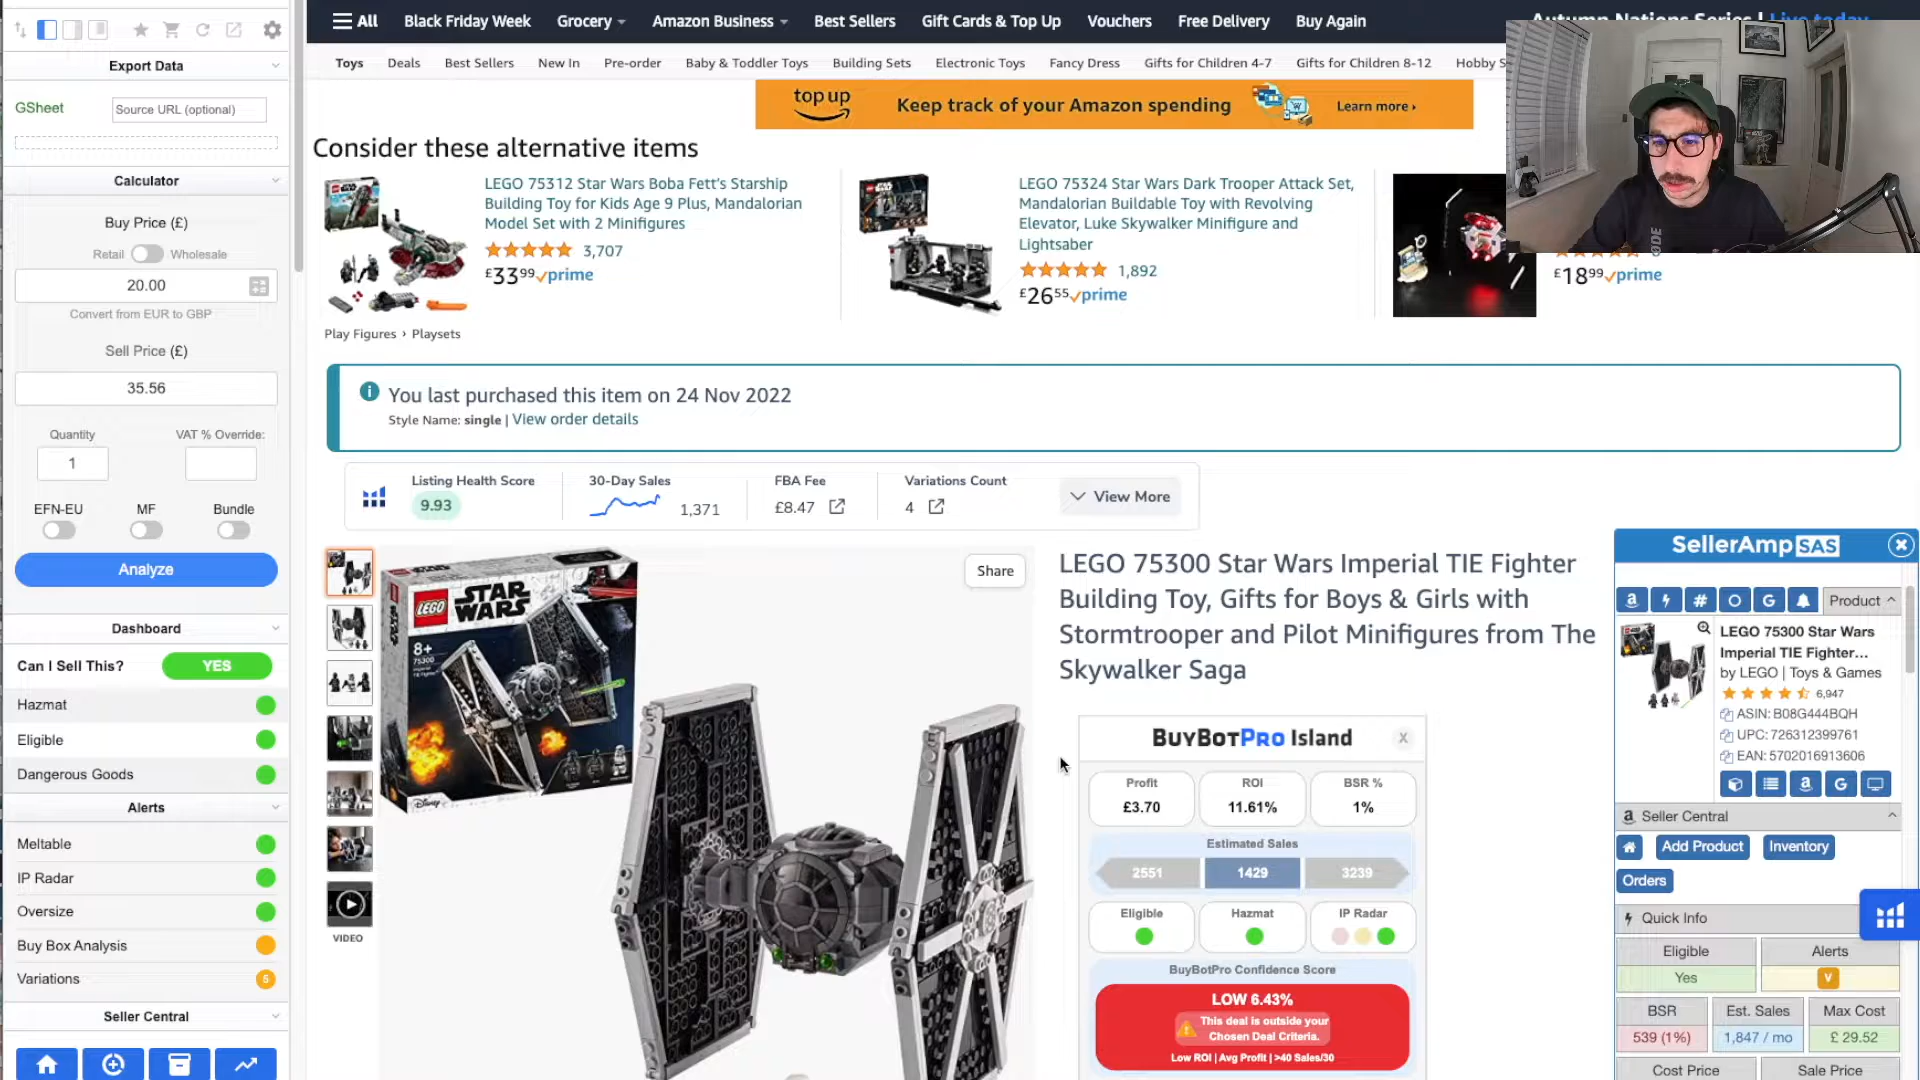 All
Black Friday Week
Grocery
Amazon Business
Best Sellers
Gift Cards & Top Up
Vouchers
Free Delivery
Buy Again
Autumn Nations Series | Live today
Toys
Deals
Best Sellers
New In
Pre-order
Baby & Toddler Toys
Building Sets
Electronic Toys
Fancy Dress
Gifts for Children 4-7
Gifts for Children 8-12
Hobby S
top up
Keep track of your Amazon spending
Learn more ›
Export Data
GSheet
Source URL (optional)
Calculator
Buy Price (£)
Retail
Wholesale
20.00
Convert from EUR to GBP
Sell Price (£)
35.56
Quantity
VAT % Override:
1
EFN-EU
MF
Bundle
Analyze
Dashboard
Can I Sell This?
YES
Hazmat
Eligible
Dangerous Goods
Alerts
Meltable
IP Radar
Oversize
Buy Box Analysis
Variations
5
Seller Central
Consider these alternative items
LEGO 75312 Star Wars Boba Fett's Starship
Building Toy for Kids Age 9 Plus, Mandalorian
Model Set with 2 Minifigures
3,707
£33.99 prime
LEGO 75324 Star Wars Dark Trooper Attack Set,
Mandalorian Buildable Toy with Revolving
Elevator, Luke Skywalker Minifigure and
Lightsaber
1,892
£26.55 prime
£18.99 prime
Play Figures › Playsets
You last purchased this item on 24 Nov 2022
Style Name: single | View order details
Listing Health Score
9.93
30-Day Sales
1,371
FBA Fee
£8.47
Variations Count
4
View More
Share
LEGO
STAR WARS
8+
75300
Disney
VIDEO
LEGO 75300 Star Wars Imperial TIE Fighter
Building Toy, Gifts for Boys & Girls with
Stormtrooper and Pilot Minifigures from The
Skywalker Saga
BUYBOTPRO Island
X
Profit
£3.70
ROI
11.61%
BSR %
1%
Estimated Sales
2551
1429
3239
Eligible
Hazmat
IP Radar
BuyBotPro Confidence Score
LOW 6.43%
This deal is outside your
Chosen Deal Criteria.
Low ROI | Avg Profit | >40 Sales/30
SellerAmp SAS
Product
LEGO 75300 Star Wars
Imperial TIE Fighter...
by LEGO | Toys & Games
6,947
ASIN: B08G444BQH
UPC: 726312399761
EAN: 5702016913606
Seller Central
Add Product
Inventory
Orders
Quick Info
Eligible
Alerts
Yes
V
BSR
Est. Sales
Max Cost
539 (1%)
1,847 / mo
£ 29.52
Cost Price
Sale Price